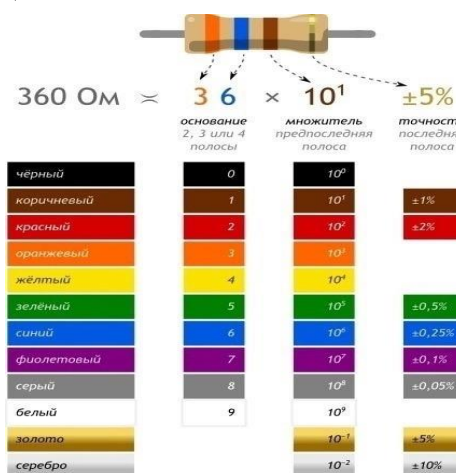 360 Ом ≍ 3 6 × 10¹ ±5%
основание множитель точность
2, 3 или 4 предпоследняя последняя
полосы полоса полоса
чёрный 0 10⁰
коричневый 1 10¹ ±1%
красный 2 10² ±2%
оранжевый 3 10³
жёлтый 4 10⁴
зелёный 5 10⁵ ±0,5%
синий 6 10⁶ ±0,25%
фиолетовый 7 10⁷ ±0,1%
серый 8 10⁸ ±0,05%
белый 9 10⁹
золото 10⁻¹ ±5%
серебро 10⁻² ±10%